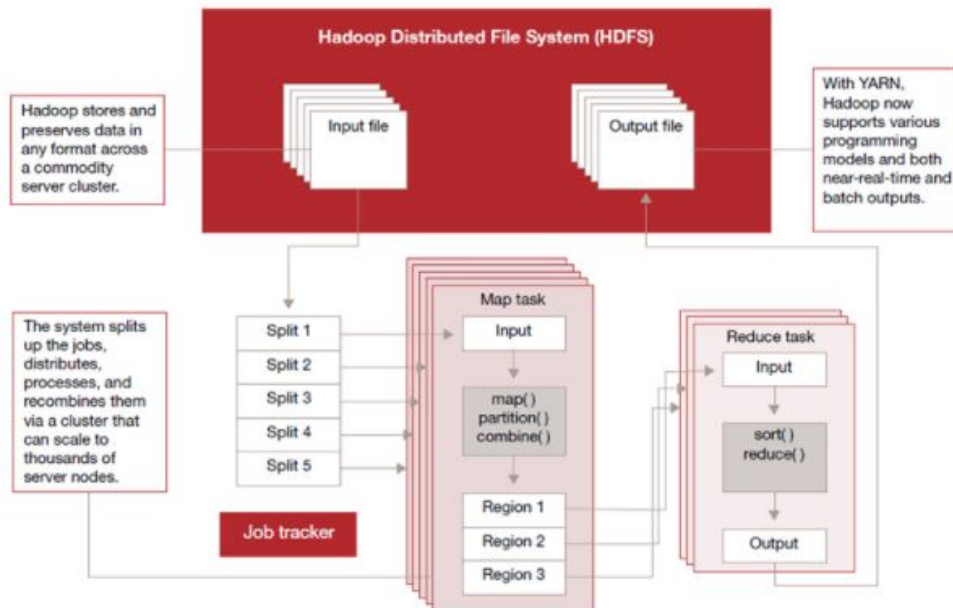 Hadoop Distributed File System (HDFS)
Hadoop stores and
preserves data in
any format across
a commodity
server cluster.
Input file
Output file
With YARN,
Hadoop now
supports various
programming
models and both
near-real-time and
batch outputs.
The system splits
up the jobs,
distributes,
processes, and
recombines them
via a cluster that
can scale to
thousands of
server nodes.
Split 1
Split 2
Split 3
Split 4
Split 5
Job tracker
Map task
Input
map( )
partition( )
combine( )
Region 1
Region 2
Region 3
Reduce task
Input
sort( )
reduce( )
Output